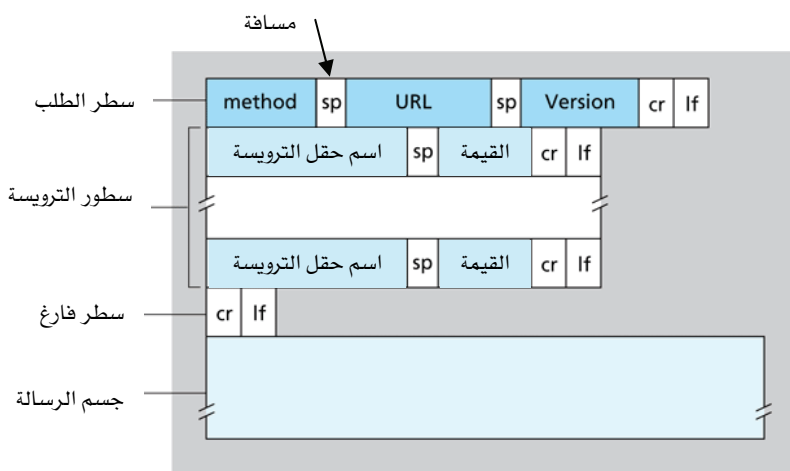 مسافة
سطر الطلب
method sp URL sp Version cr lf
اسم حقل الترويسة sp القيمة cr lf
سطور الترويسة
اسم حقل الترويسة sp القيمة cr lf
سطر فارغ
cr lf
جسم الرسالة